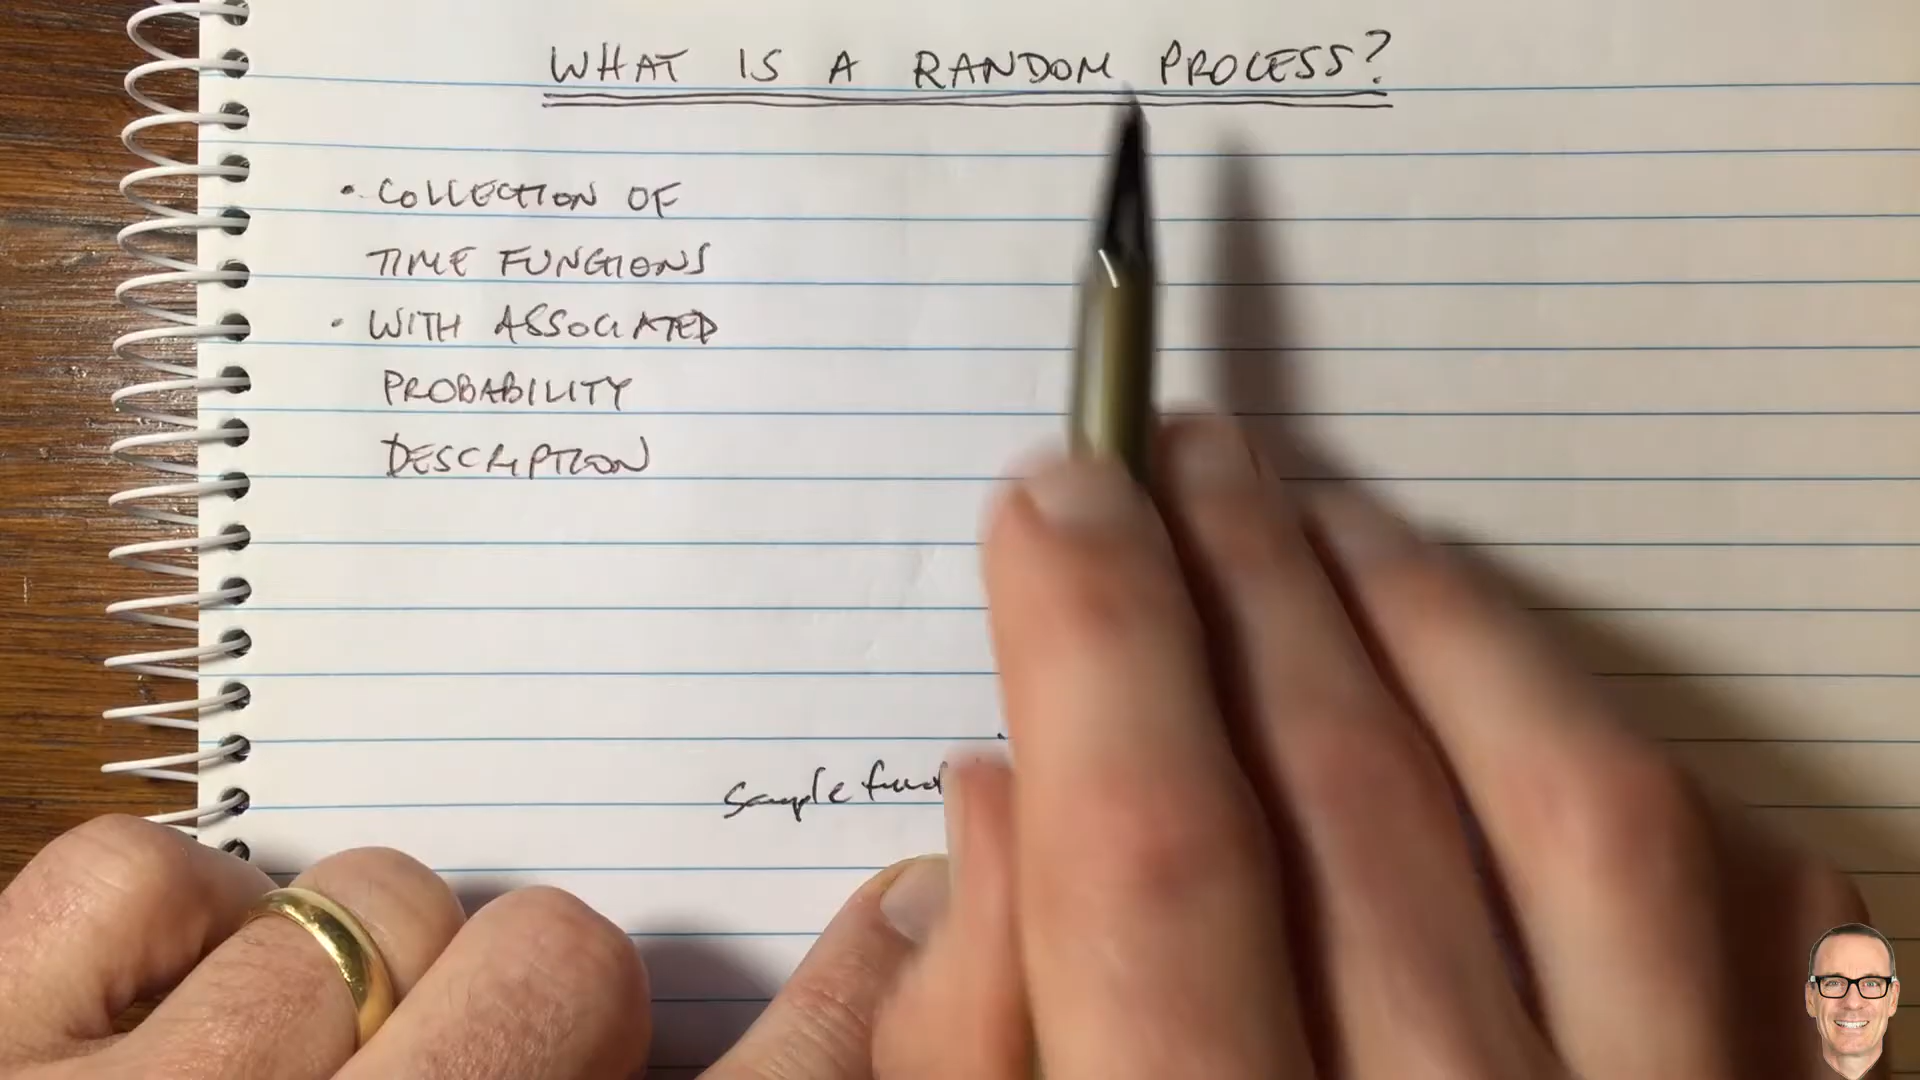 WHAT IS A RANDOM PROCESS?
• COLLECTION OF
TIME FUNCTIONS
• WITH ASSOCIATED
PROBABILITY
DESCRIPTION
Sample